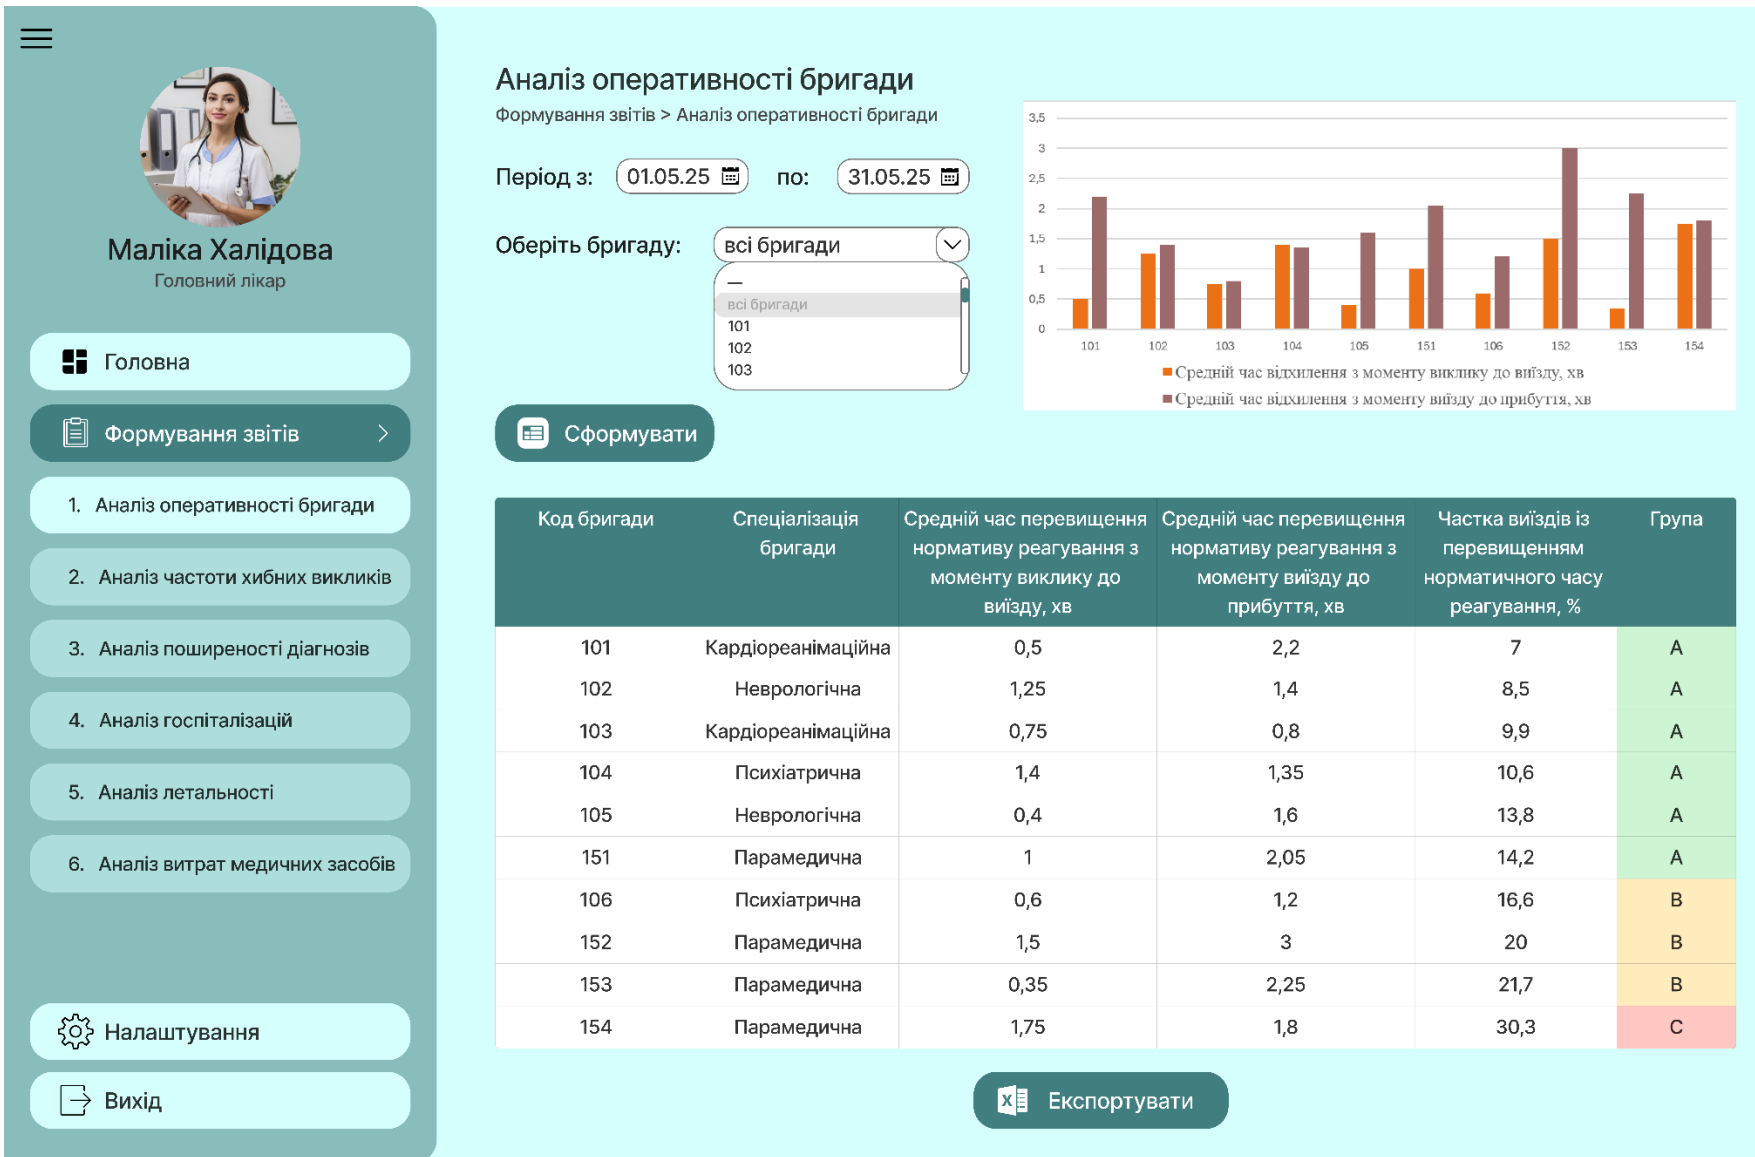 Маліка Халідова
Головний лікар
Головна
Формування звітів
1. Аналіз оперативності бригади
2. Аналіз частоти хибних викликів
3. Аналіз поширеності діагнозів
4. Аналіз госпіталізацій
5. Аналіз летальності
6. Аналіз витрат медичних засобів
Налаштування
Вихід
Аналіз оперативності бригади
Формування звітів > Аналіз оперативності бригади
Період з: 01.05.25 по: 31.05.25
Оберіть бригаду: всі бригади
—
всі бригади
101
102
103
Сформувати
3,5
3
2,5
2
1,5
1
0,5
0
101 102 103 104 105 151 106 152 153 154
Средній час відхилення з моменту виклику до виїзду, хв
Средній час відхилення з моменту виїзду до прибуття, хв
Код бригади Спеціалізація Средній час перевищення Средній час перевищення Частка виїздів із Група
бригади нормативу реагування з нормативу реагування з перевищенням
моменту виклику до моменту виїзду до норматичного часу
виїзду, хв прибуття, хв реагування, %
101 Кардіореанімаційна 0,5 2,2 7 A
102 Неврологічна 1,25 1,4 8,5 A
103 Кардіореанімаційна 0,75 0,8 9,9 A
104 Психіатрична 1,4 1,35 10,6 A
105 Неврологічна 0,4 1,6 13,8 A
151 Парамедична 1 2,05 14,2 A
106 Психіатрична 0,6 1,2 16,6 B
152 Парамедична 1,5 3 20 B
153 Парамедична 0,35 2,25 21,7 B
154 Парамедична 1,75 1,8 30,3 C
Експортувати